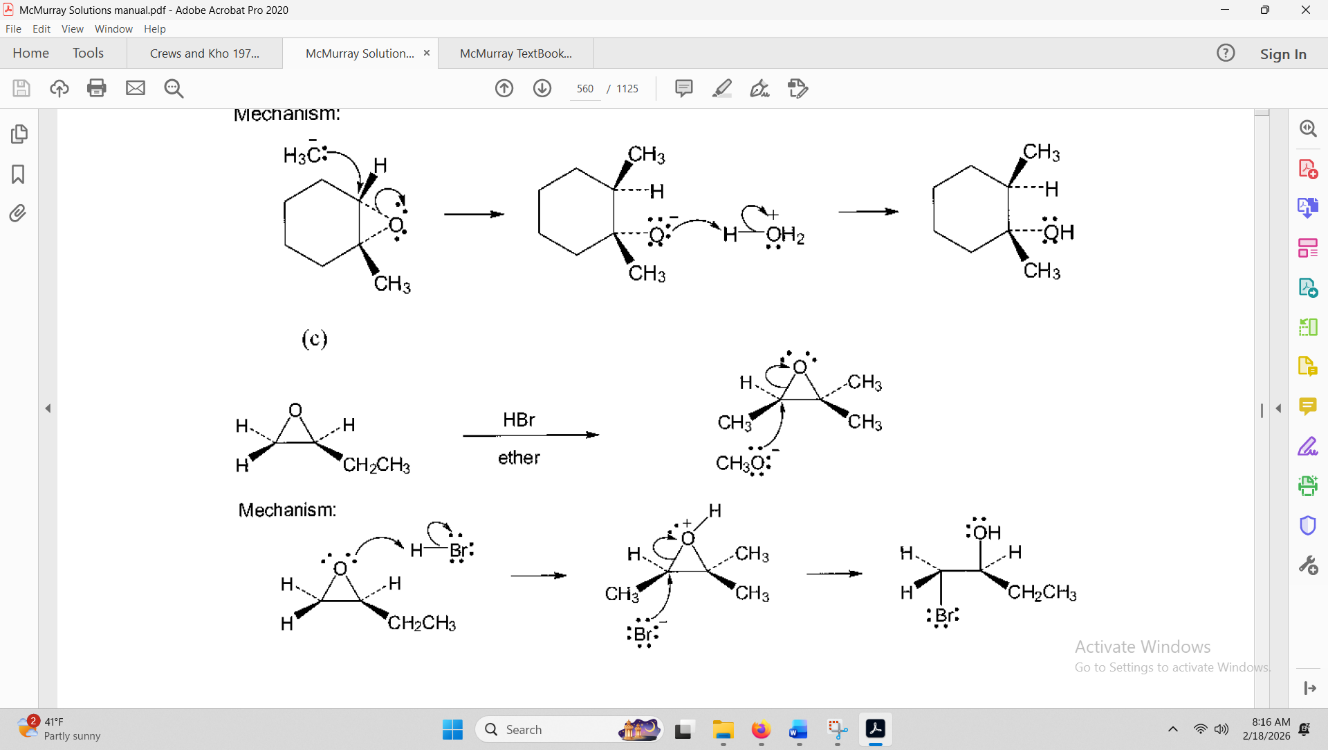 McMurray Solutions manual.pdf - Adobe Acrobat Pro 2020
File Edit View Window Help
Home Tools Crews and Kho 197... McMurray Solution... × McMurray TextBook... Sign In
560 / 1125
Mechanism:
H₃C:⁻ H CH₃ CH₃
H H
O O:⁻ H OH₂ + OH
CH₃ CH₃ CH₃
(c)
O
H CH₃
O
H H HBr CH₃ CH₃
H CH₂CH₃ ether CH₃O:⁻
Mechanism:
H
H Br: O + :OH
O H CH₃ H H
H H CH₃ CH₃ H CH₂CH₃
H CH₂CH₃ :Br:⁻ :Br:
Activate Windows
Go to Settings to activate Windows.
2 41°F
Partly sunny
Search
8:16 AM
2/18/2026